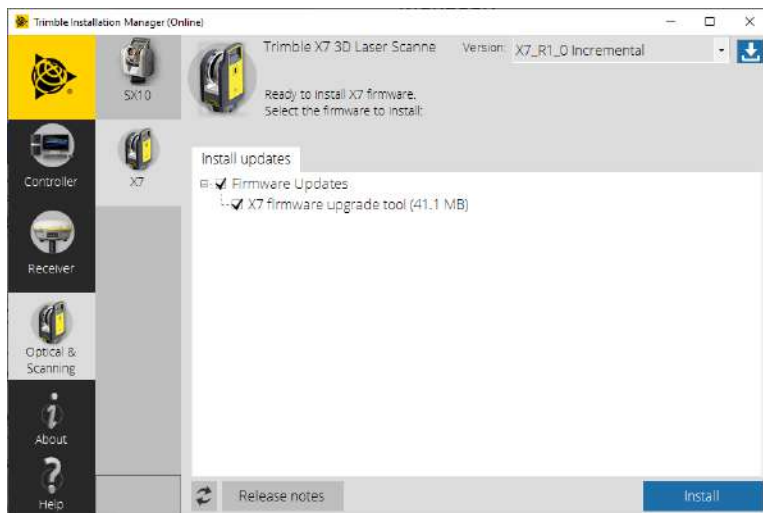 Trimble Installation Manager (Online)
SX10
X7
Controller
Receiver
Optical &
Scanning
About
Help
Trimble X7 3D Laser Scanne
Version:
X7_R1_0 Incremental
Ready to install X7 firmware.
Select the firmware to install:
Install updates
Firmware Updates
X7 firmware upgrade tool (41.1 MB)
Release notes
Install